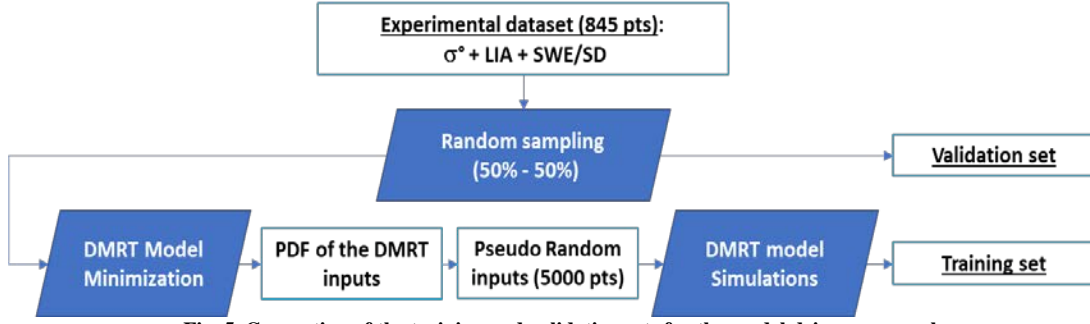 Experimental dataset (845 pts):
σ° + LIA + SWE/SD
Random sampling
(50% - 50%)
Validation set
DMRT Model
Minimization
PDF of the DMRT
inputs
Pseudo Random
inputs (5000 pts)
DMRT model
Simulations
Training set